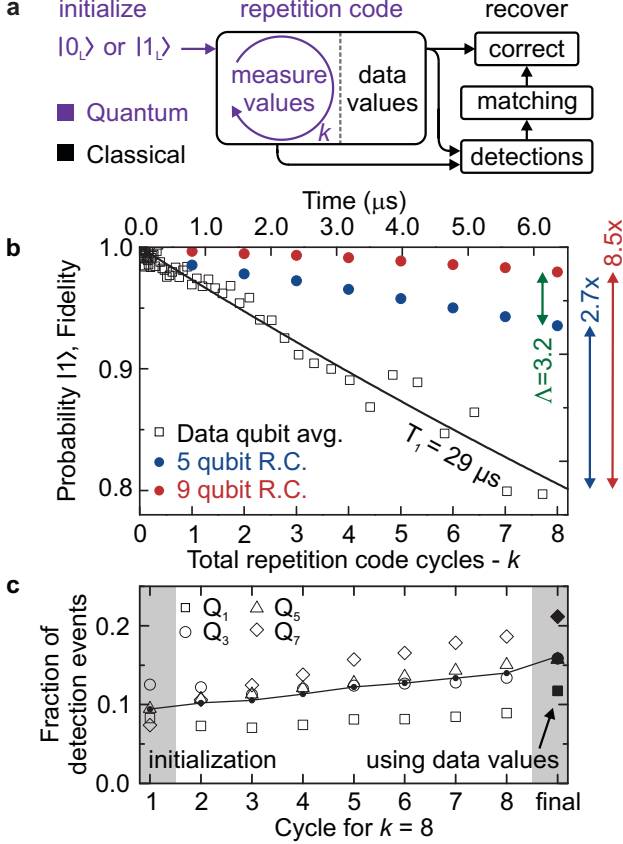 a
initialize
repetition code
recover
|0L⟩ or |1L⟩
measure
values
k
data
values
correct
matching
detections
Quantum
Classical
Time (μs)
0.0 1.0 2.0 3.0 4.0 5.0 6.0
b
Probability |1⟩, Fidelity
1.0
0.9
0.8
Data qubit avg.
5 qubit R.C.
9 qubit R.C.
T1 = 29 μs
Λ=3.2
2.7x
8.5x
0 1 2 3 4 5 6 7 8
Total repetition code cycles - k
c
Fraction of
detection events
0.2
0.1
0.0
Q1 Q5
Q3 Q7
initialization
using data values
1 2 3 4 5 6 7 8 final
Cycle for k = 8